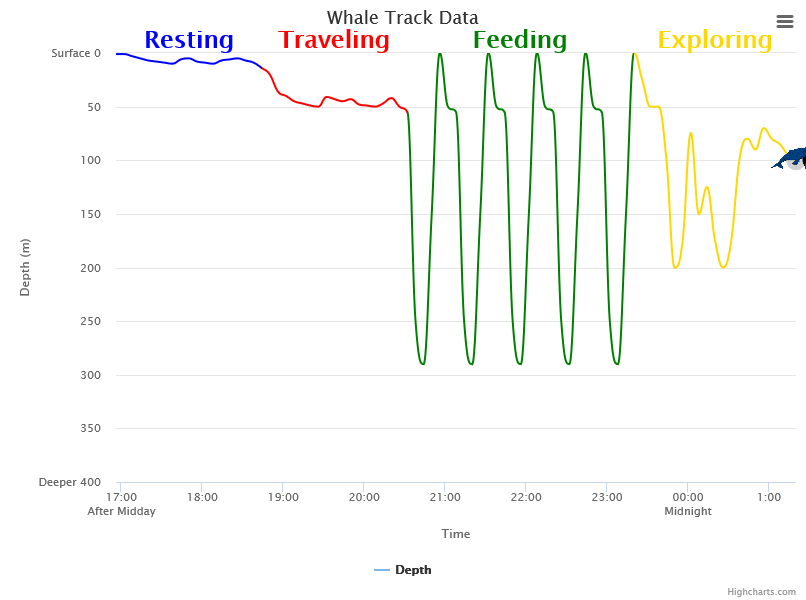 Whale Track Data
Resting Traveling Feeding Exploring
Surface 0
50
100
150
200
250
300
350
Deeper 400
Depth (m)
17:00 18:00 19:00 20:00 21:00 22:00 23:00 00:00 1:00
After Midday Midnight
Time
Depth
Highcharts.com